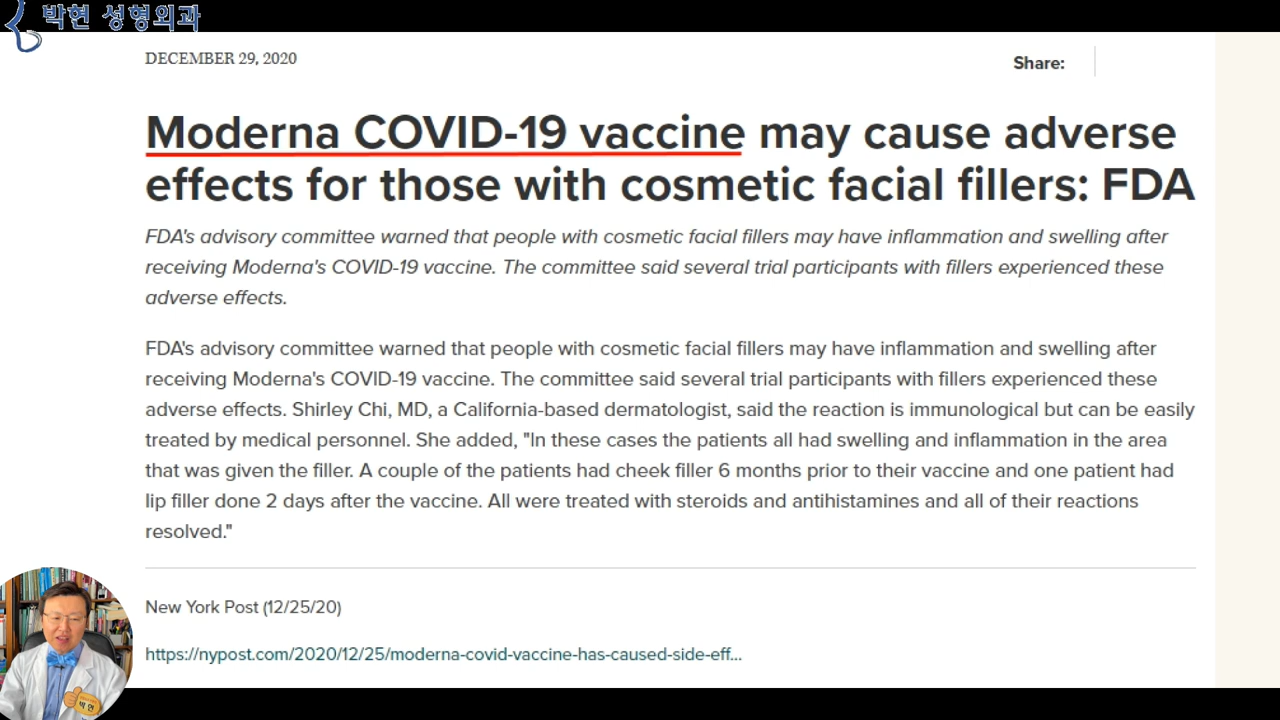 박현 성형외과
DECEMBER 29, 2020
Share:
Moderna COVID-19 vaccine may cause adverse
effects for those with cosmetic facial fillers: FDA
FDA's advisory committee warned that people with cosmetic facial fillers may have inflammation and swelling after
receiving Moderna's COVID-19 vaccine. The committee said several trial participants with fillers experienced these
adverse effects.
FDA's advisory committee warned that people with cosmetic facial fillers may have inflammation and swelling after
receiving Moderna's COVID-19 vaccine. The committee said several trial participants with fillers experienced these
adverse effects. Shirley Chi, MD, a California-based dermatologist, said the reaction is immunological but can be easily
treated by medical personnel. She added, "In these cases the patients all had swelling and inflammation in the area
that was given the filler. A couple of the patients had cheek filler 6 months prior to their vaccine and one patient had
lip filler done 2 days after the vaccine. All were treated with steroids and antihistamines and all of their reactions
resolved."
New York Post (12/25/20)
https://nypost.com/2020/12/25/moderna-covid-vaccine-has-caused-side-eff...
박현